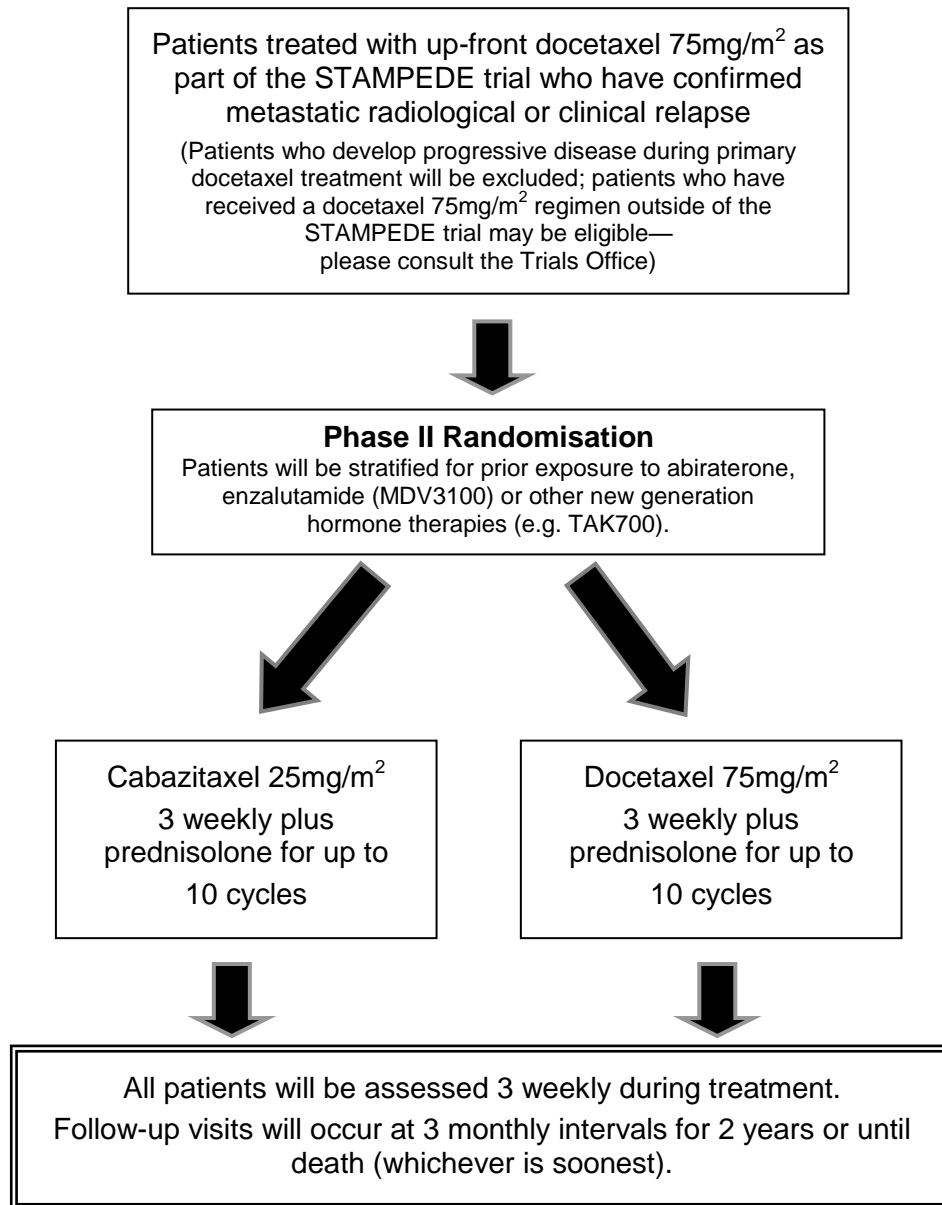 Patients treated with up-front docetaxel 75mg/m² as
part of the STAMPEDE trial who have confirmed
metastatic radiological or clinical relapse
(Patients who develop progressive disease during primary
docetaxel treatment will be excluded; patients who have
received a docetaxel 75mg/m² regimen outside of the
STAMPEDE trial may be eligible—
please consult the Trials Office)
Phase II Randomisation
Patients will be stratified for prior exposure to abiraterone,
enzalutamide (MDV3100) or other new generation
hormone therapies (e.g. TAK700).
Cabazitaxel 25mg/m²
3 weekly plus
prednisolone for up to
10 cycles
Docetaxel 75mg/m²
3 weekly plus
prednisolone for up to
10 cycles
All patients will be assessed 3 weekly during treatment.
Follow-up visits will occur at 3 monthly intervals for 2 years or until
death (whichever is soonest).